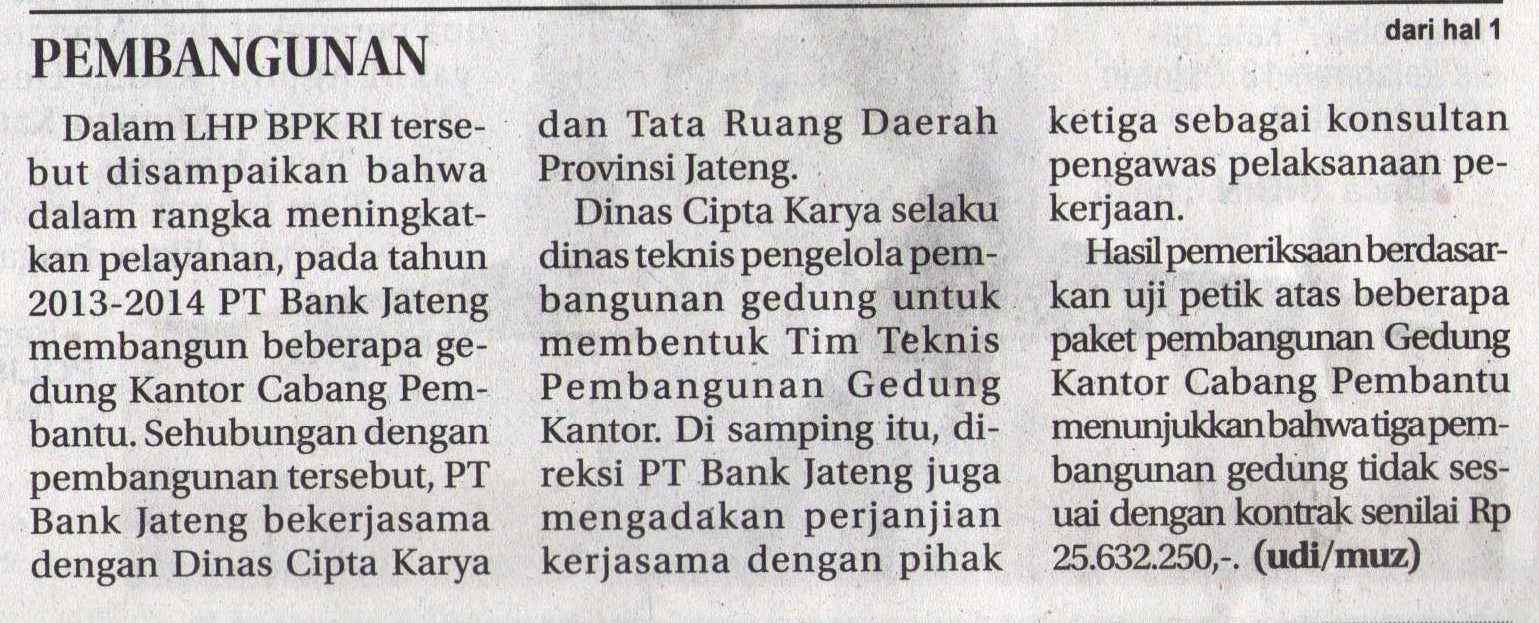 dari hal 1
PEMBANGUNAN
Dalam LHP BPK RI terse-
but disampaikan bahwa
dalam rangka meningkat-
kan pelayanan, pada tahun
2013-2014 PT Bank Jateng
membangun beberapa ge-
dung Kantor Cabang Pem-
bantu. Sehubungan dengan
pembangunan tersebut, PT
Bank Jateng bekerjasama
dengan Dinas Cipta Karya
dan Tata Ruang Daerah
Provinsi Jateng.
Dinas Cipta Karya selaku
dinas teknis pengelola pem-
bangunan gedung untuk
membentuk Tim Teknis
Pembangunan Gedung
Kantor. Di samping itu, di-
reksi PT Bank Jateng juga
mengadakan perjanjian
kerjasama dengan pihak
ketiga sebagai konsultan
pengawas pelaksanaan pe-
kerjaan.
Hasil pemeriksaan berdasar-
kan uji petik atas beberapa
paket pembangunan Gedung
Kantor Cabang Pembantu
menunjukkan bahwa tiga pem-
bangunan gedung tidak ses-
uai dengan kontrak senilai Rp
25.632.250,-. (udi/muz)